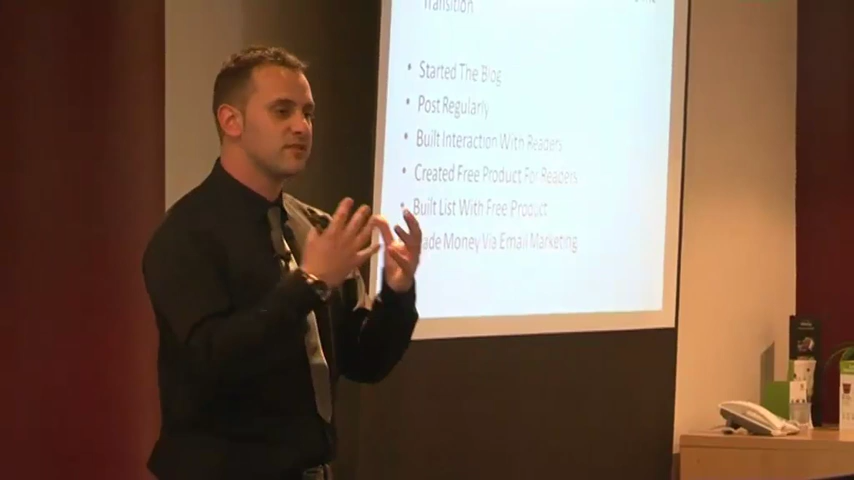 Transition
• Started The Blog
• Post Regularly
• Built Interaction With Readers
• Created Free Product For Readers
• Built List With Free Product
ade Money Via Email Marketing